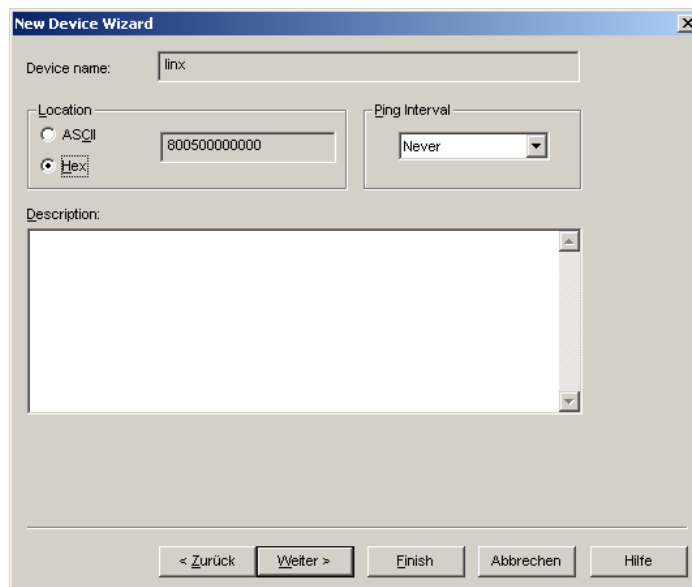 New Device Wizard
Device name: linx
Location
ASCII
Hex
800500000000
Ping Interval
Never
Description:
< Zurück Weiter > Finish Abbrechen Hilfe